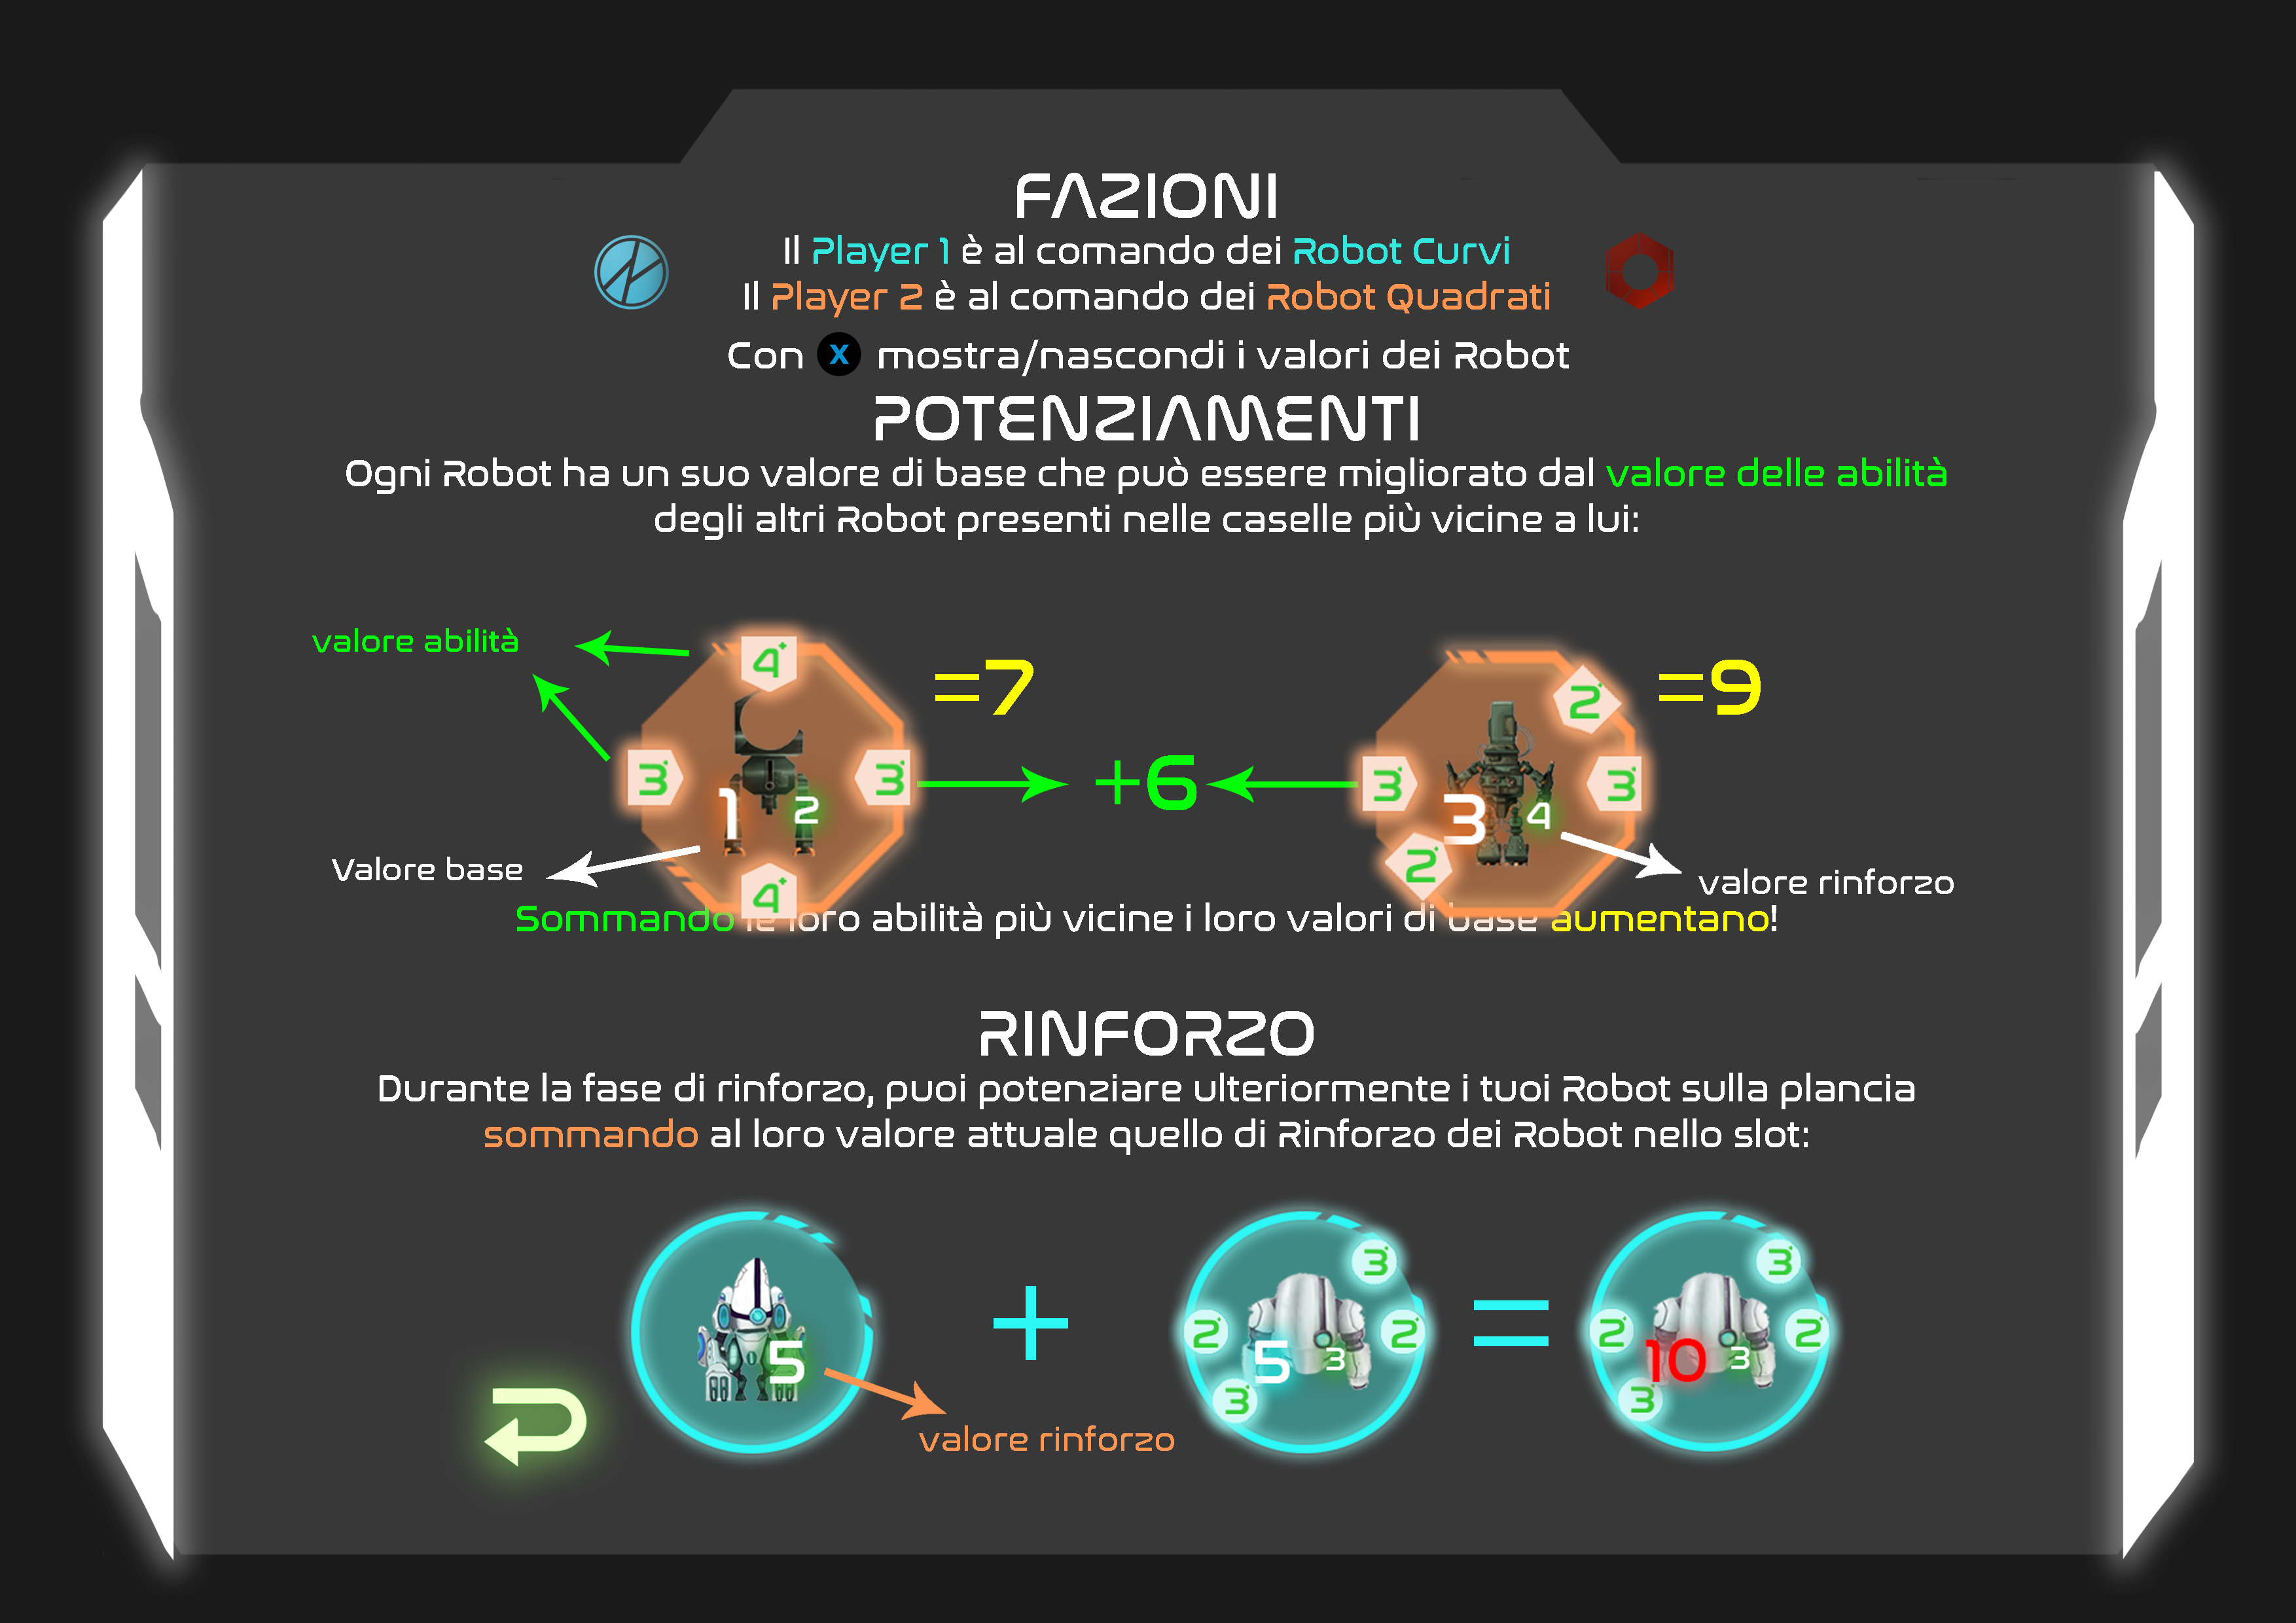 FAZIONI
Il Player 1 è al comando dei Robot Curvi
Il Player 2 è al comando dei Robot Quadrati
Con X mostra/nascondi i valori dei Robot
POTENZIAMENTI
Ogni Robot ha un suo valore di base che può essere migliorato dal valore delle abilità
degli altri Robot presenti nelle caselle più vicine a lui:
valore abilità
4+
=7
2+
=9
3+
3+
+6
3+
3+
1
2
3
4
2+
Valore base
valore rinforzo
4+
Sommando le loro abilità più vicine i loro valori di base aumentano!
RINFORZO
Durante la fase di rinforzo, puoi potenziare ulteriormente i tuoi Robot sulla plancia
sommando al loro valore attuale quello di Rinforzo dei Robot nello slot:
3+
3+
+
2+
2+
=
2+
2+
5
5
3
10
3
3+
3+
valore rinforzo